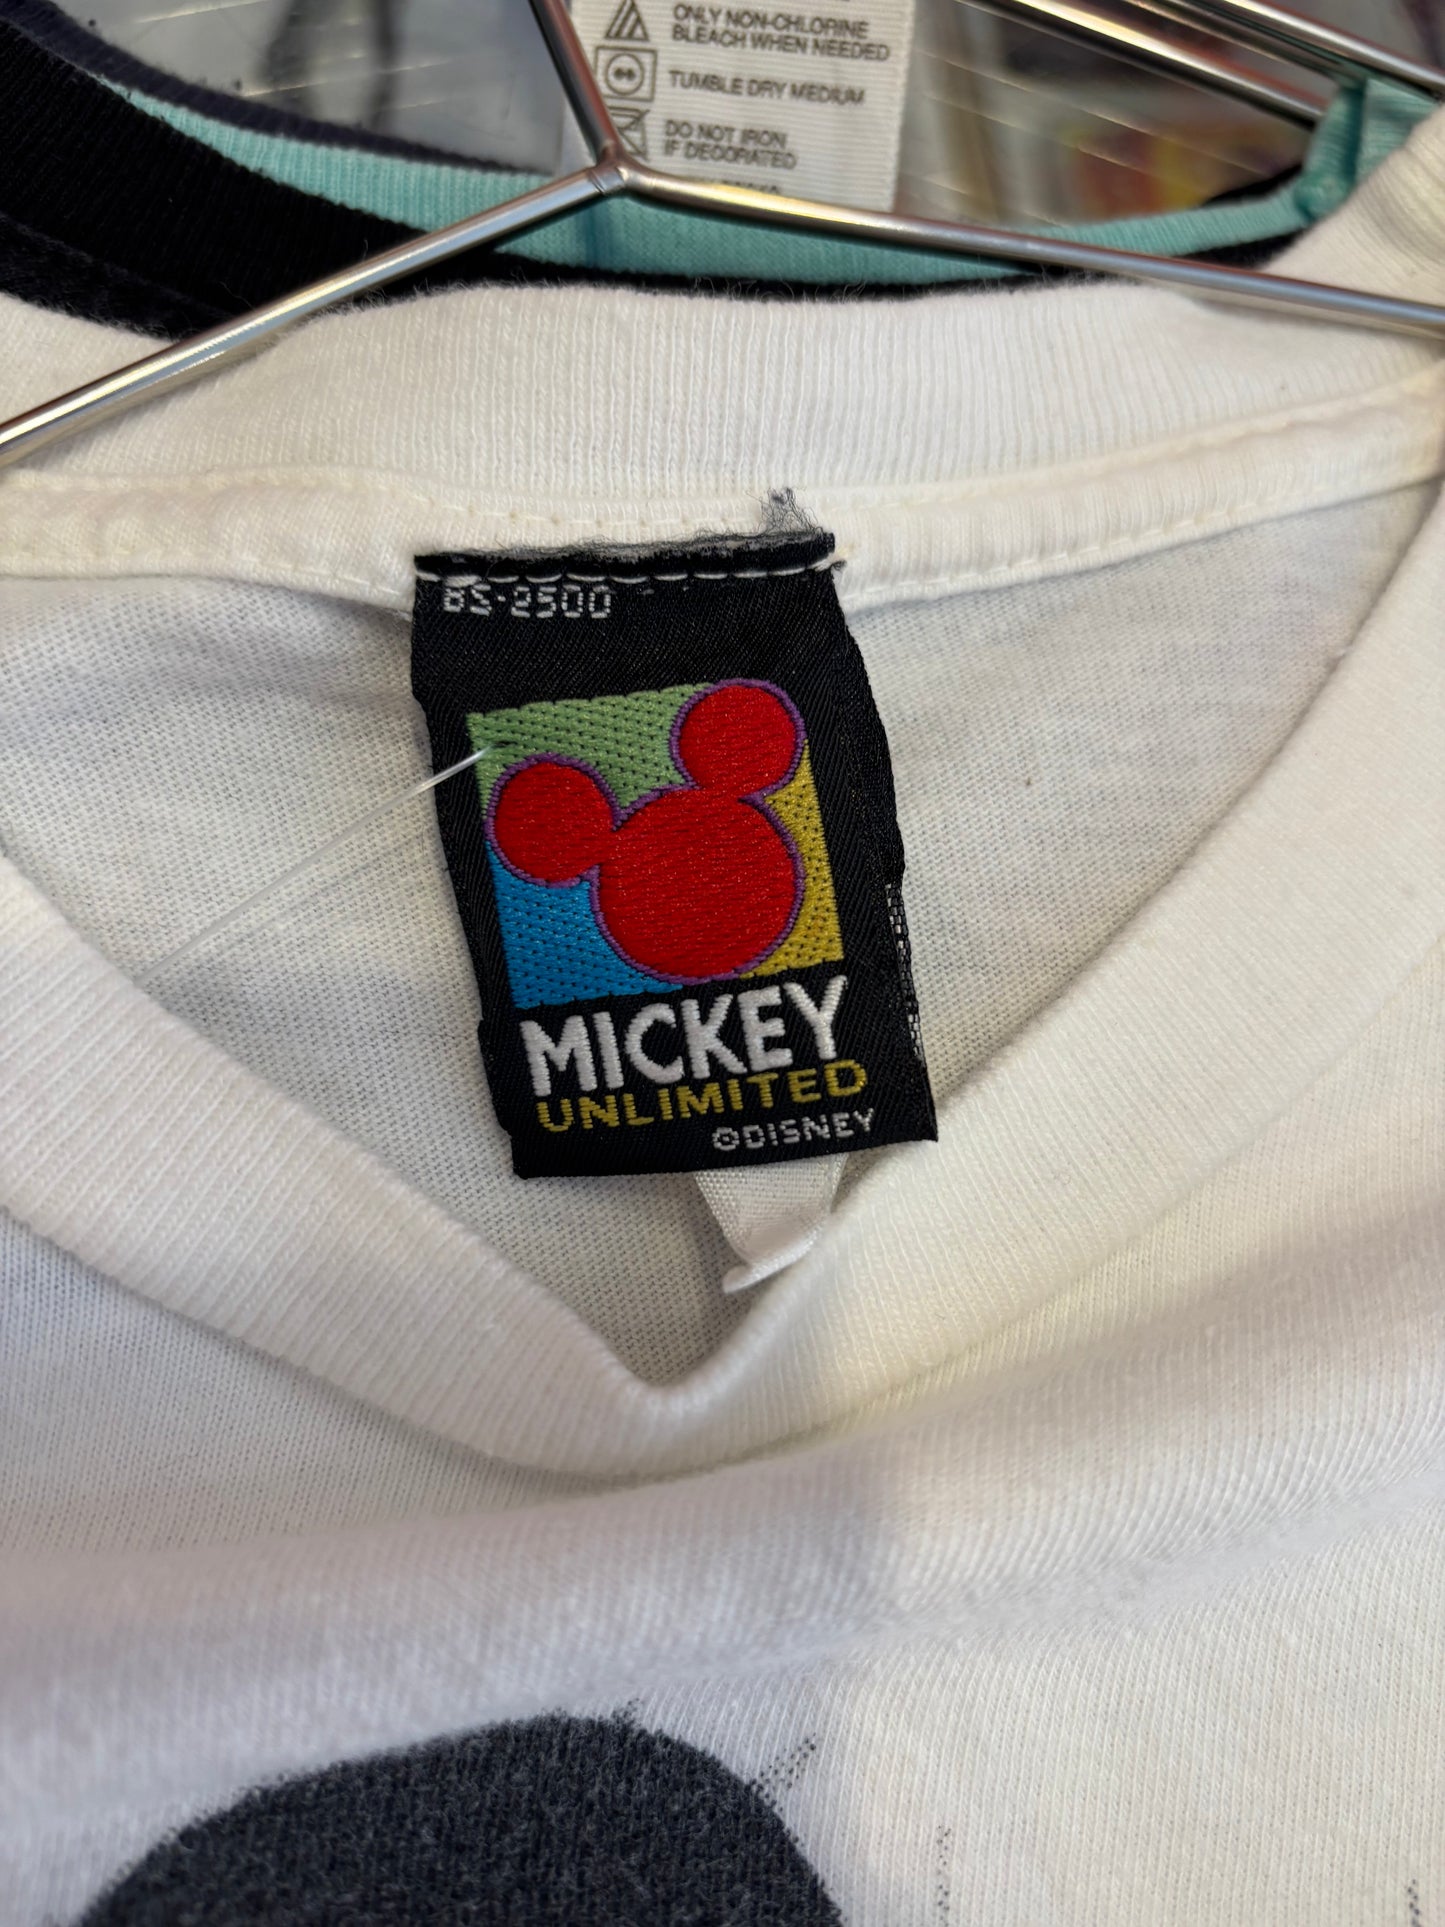 ONLY NON-CHLORINE
BLEACH WHEN NEEDED
TUMBLE DRY MEDIUM
DO NOT IRON
IF DECORATED
BS-2500
MICKEY
UNLIMITED
©DISNEY